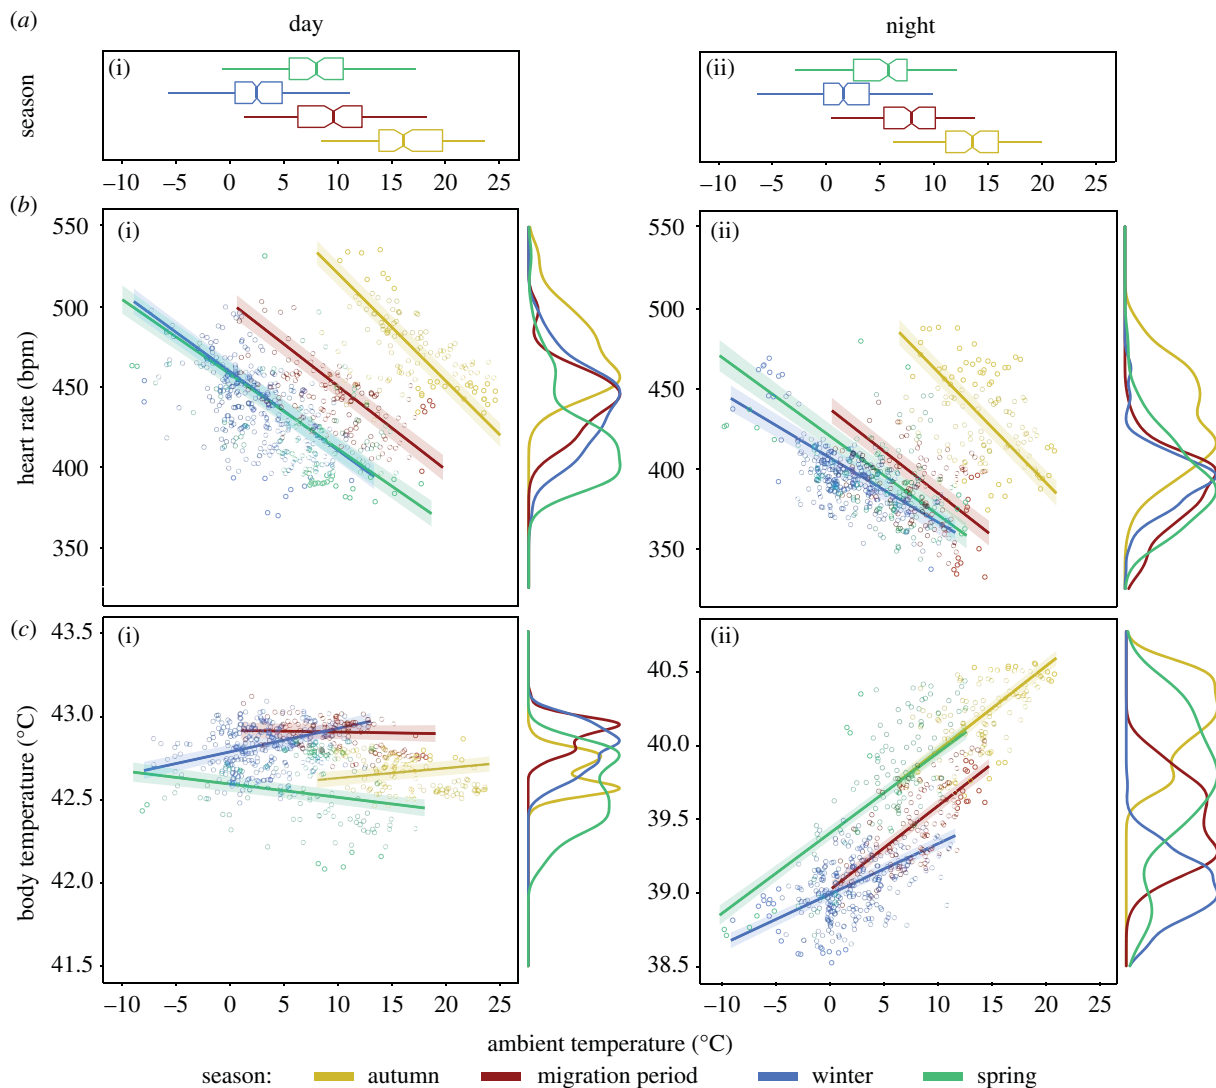 (a) day night
season (i) (ii)
–10 –5 0 5 10 15 20 25 –10 –5 0 5 10 15 20 25
(b) 550 (i) 550 (ii)
500 500
heart rate (bpm) 450 450
400 400
350 350
(c) 43.5 (i) (ii)
40.5
43.0 40.0
body temperature (°C) 42.5 39.5
42.0 39.0
41.5 38.5
–10 –5 0 5 10 15 20 25 –10 –5 0 5 10 15 20 25
ambient temperature (°C)
season: autumn migration period winter spring